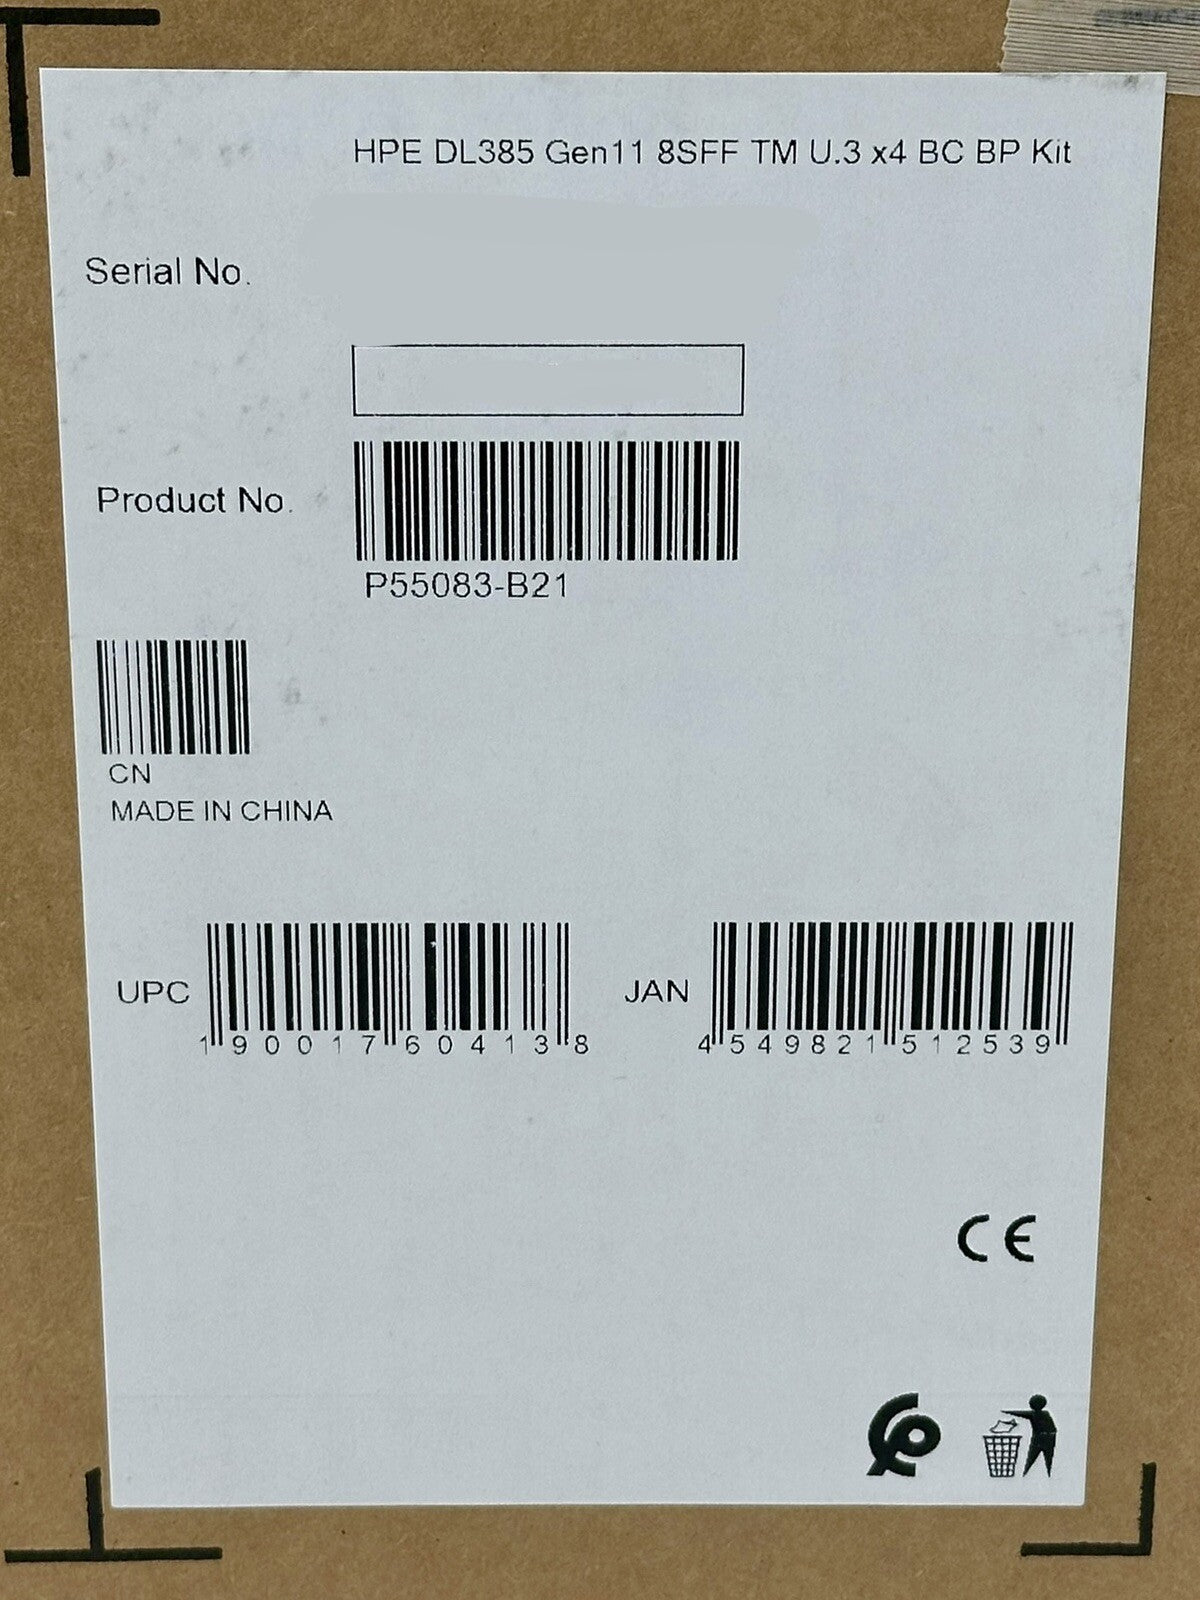 HPE DL385 Gen11 8SFF TM U.3 x4 BC BP Kit
Serial No.
Product No.
P55083-B21
CN
MADE IN CHINA
UPC
1 90017 60413 8
JAN
4 549821 512539
CE